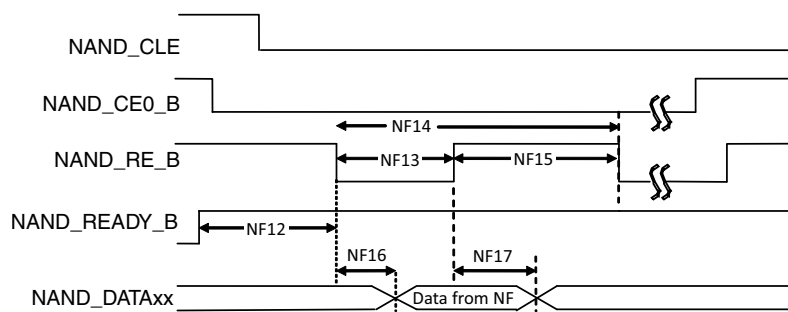 NAND_CLE
NAND_CE0_B
NF14
NAND_RE_B
NF13
NF15
NAND_READY_B
NF12
NF16
NF17
NAND_DATAxx
Data from NF